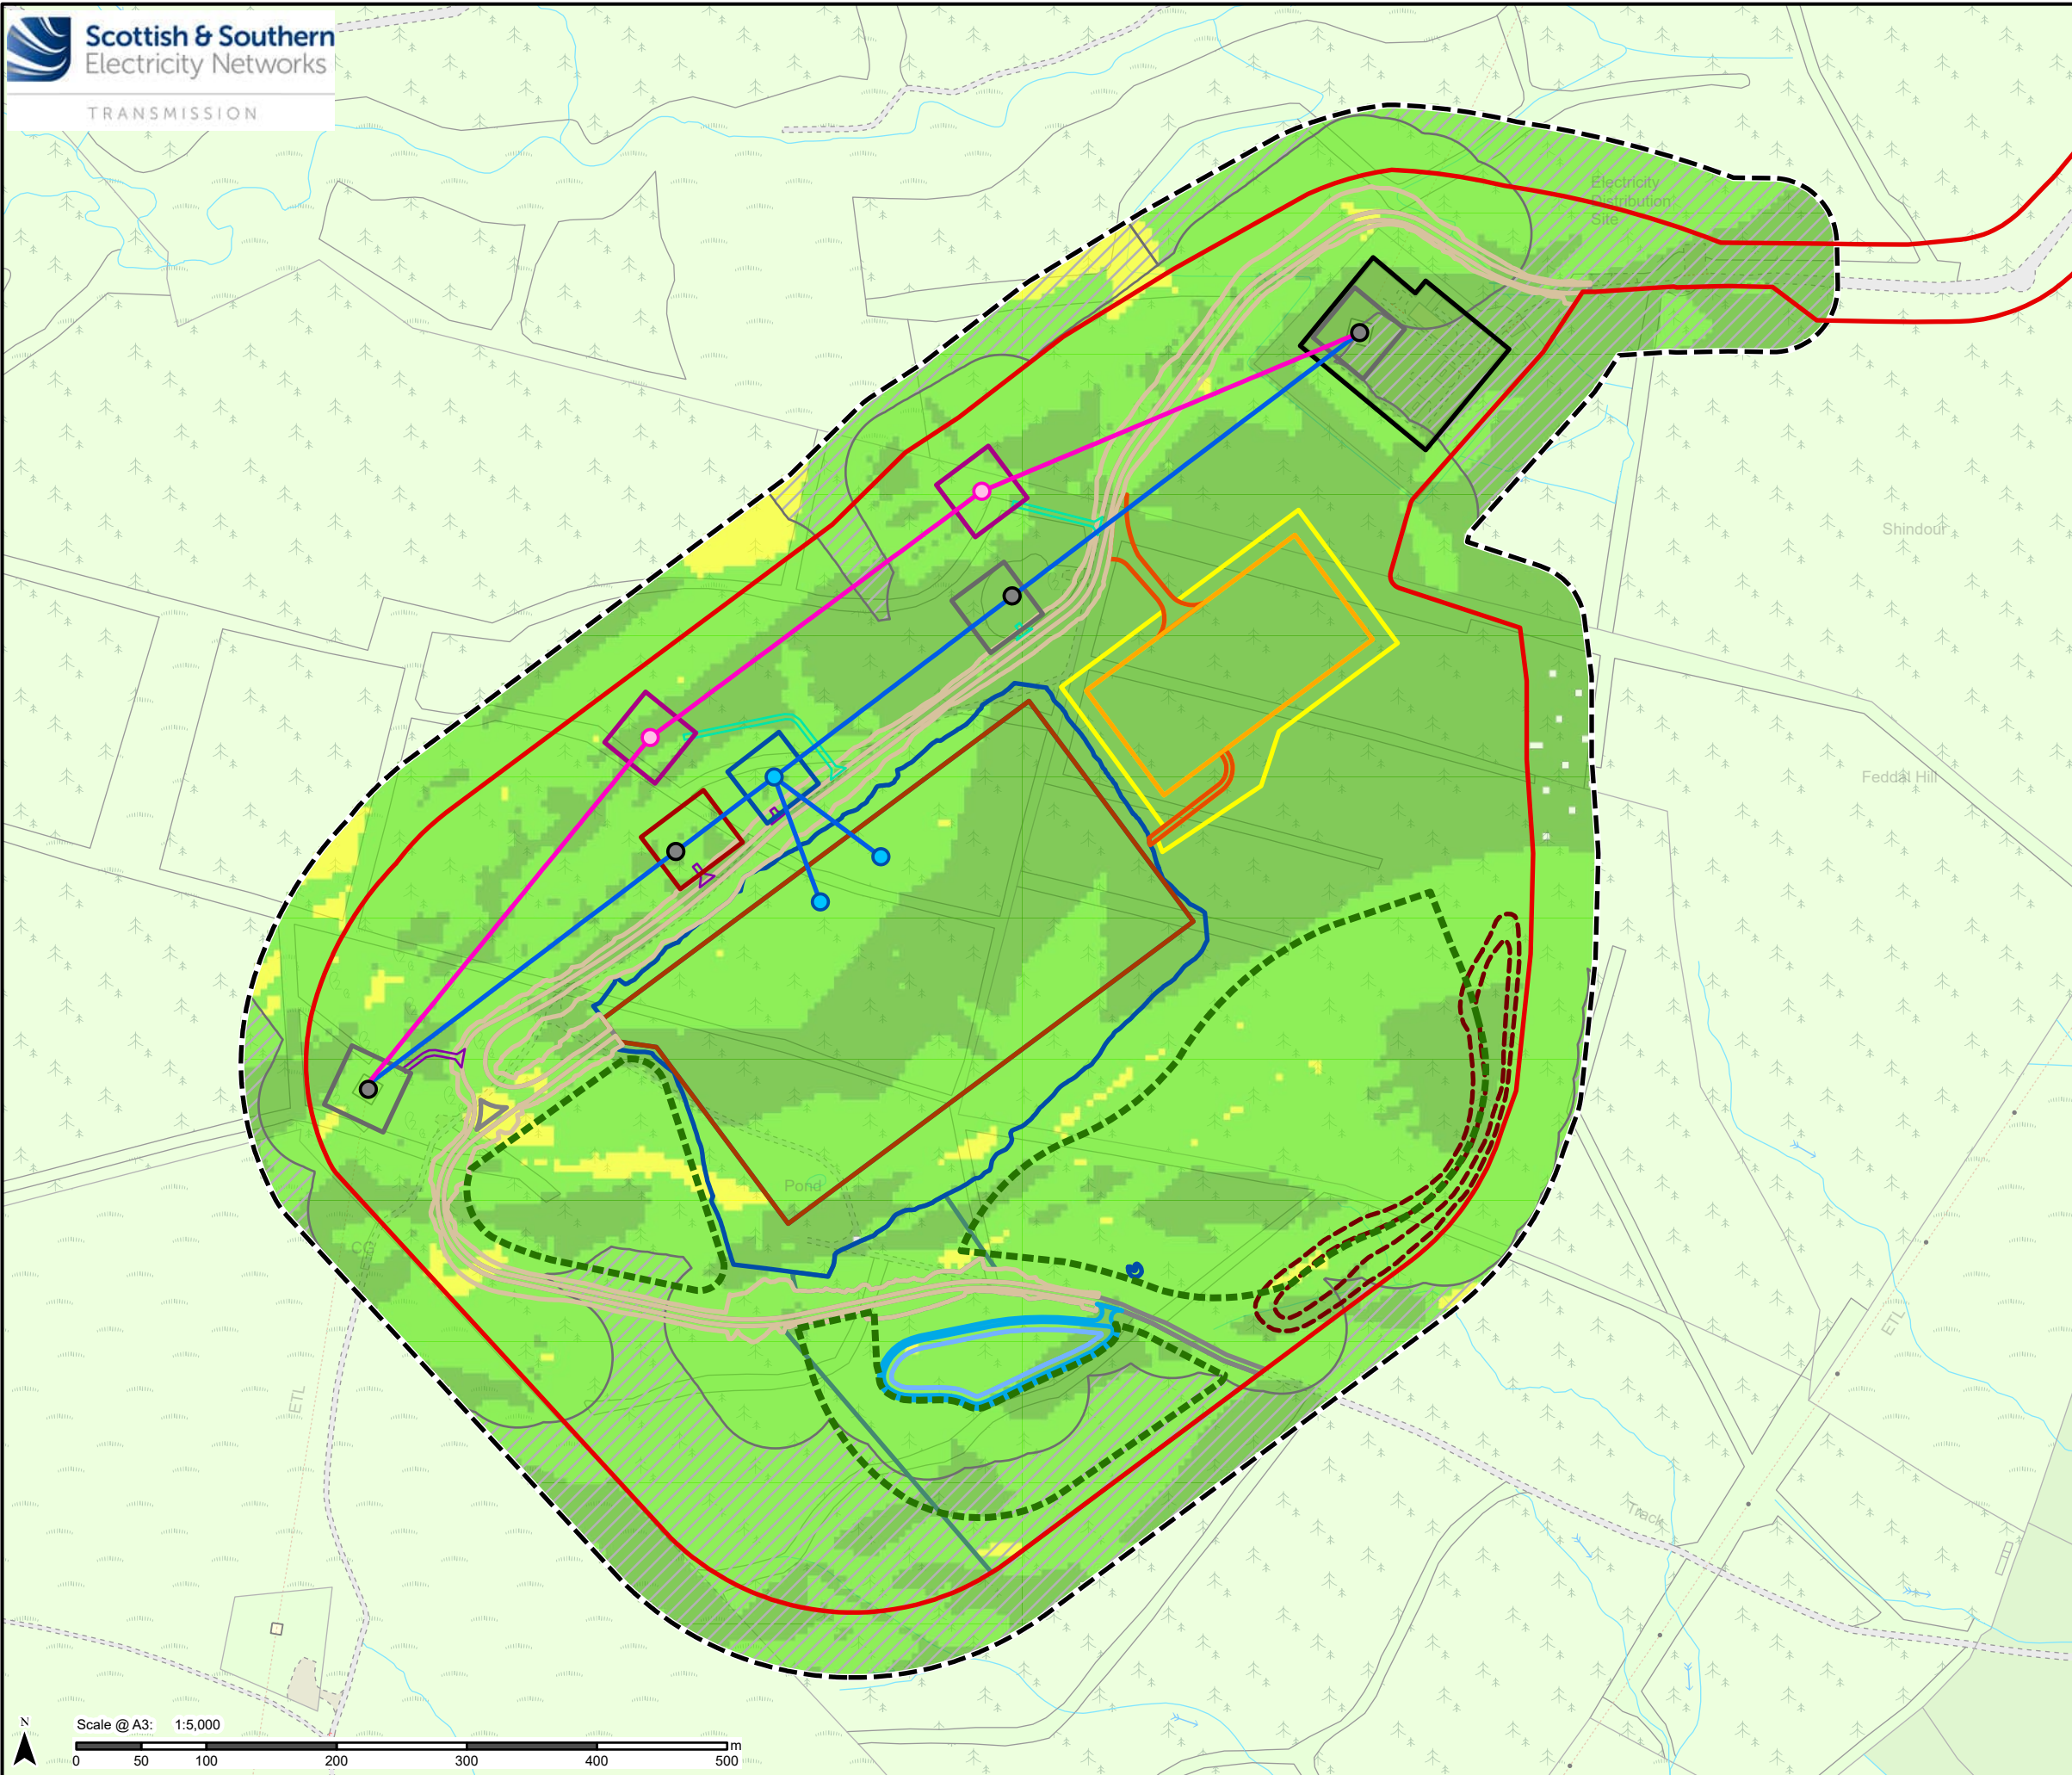 Scottish & Southern
Electricity Networks
TRANSMISSION
Electricity
Distribution
Site
Shindour
Feddal Hill
Pond
CG
ETL
ETL
Track
N
Scale @ A3: 1:5,000
m
0 50 100 200 300 400 500